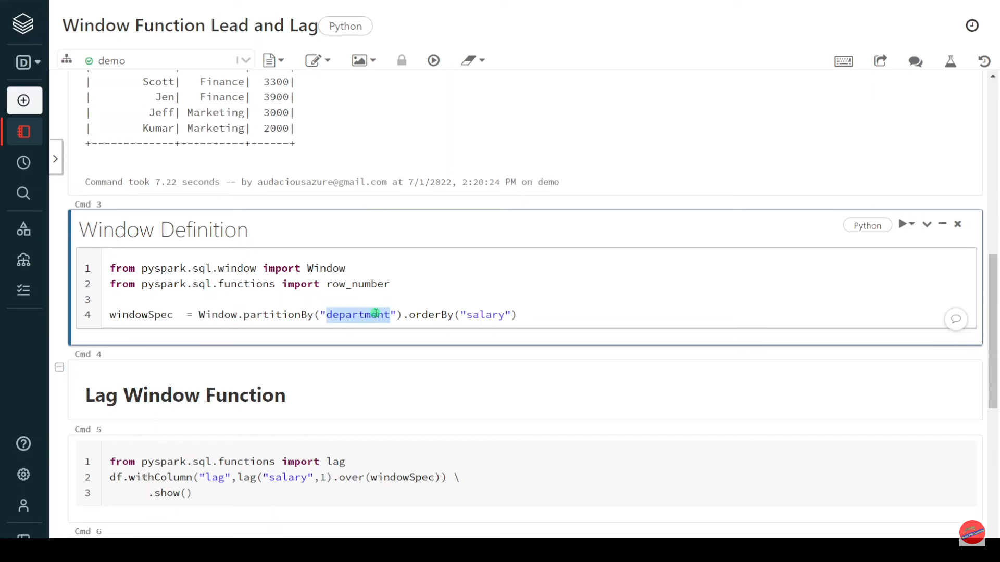 Window Function Lead and Lag Python
demo
| Scott| Finance| 3300|
| Jen| Finance| 3900|
| Jeff| Marketing| 3000|
| Kumar| Marketing| 2000|
+-------------+----------+------+
Command took 7.22 seconds -- by audaciousazure@gmail.com at 7/1/2022, 2:20:24 PM on demo
Cmd 3
Window Definition
Python
1 from pyspark.sql.window import Window
2 from pyspark.sql.functions import row_number
3
4 windowSpec  = Window.partitionBy("department").orderBy("salary")
Cmd 4
Lag Window Function
Cmd 5
1 from pyspark.sql.functions import lag
2 df.withColumn("lag",lag("salary",1).over(windowSpec)) \
3       .show()
Cmd 6